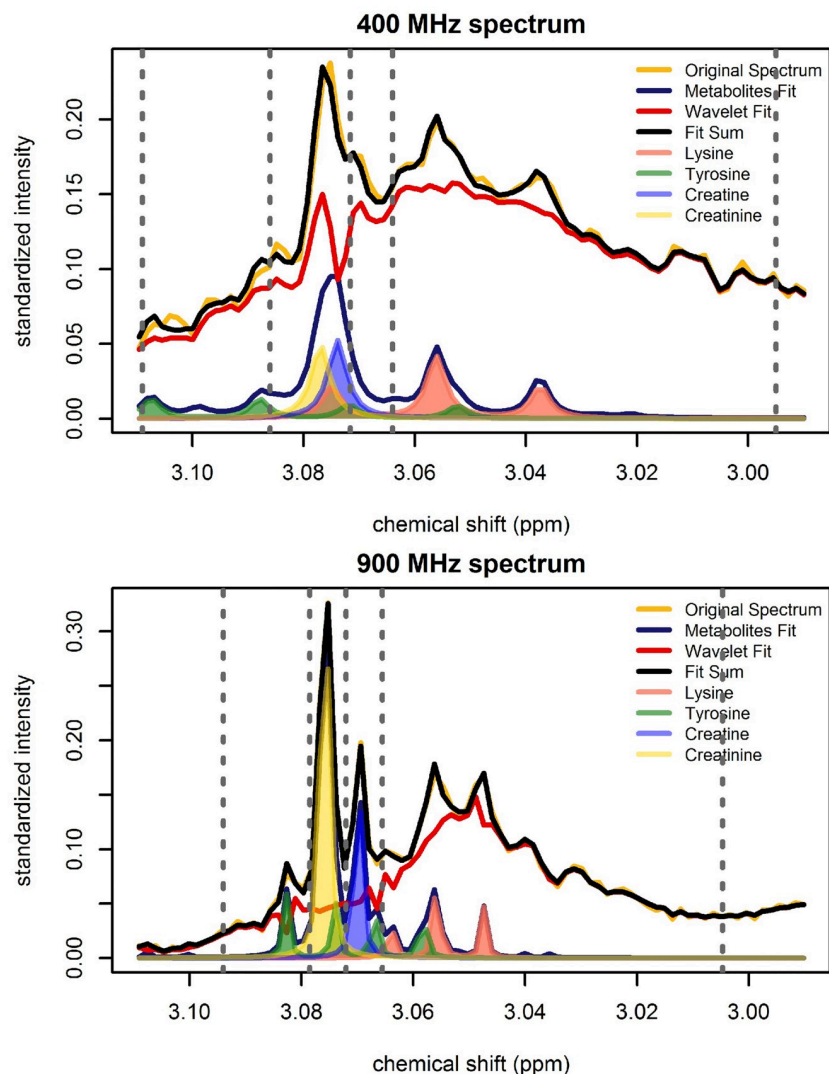 400 MHz spectrum
standardized intensity
0.20
0.15
0.10
0.05
0.00
Original Spectrum
Metabolites Fit
Wavelet Fit
Fit Sum
Lysine
Tyrosine
Creatine
Creatinine
3.10 3.08 3.06 3.04 3.02 3.00
chemical shift (ppm)
900 MHz spectrum
standardized intensity
0.30
0.20
0.10
0.00
Original Spectrum
Metabolites Fit
Wavelet Fit
Fit Sum
Lysine
Tyrosine
Creatine
Creatinine
3.10 3.08 3.06 3.04 3.02 3.00
chemical shift (ppm)